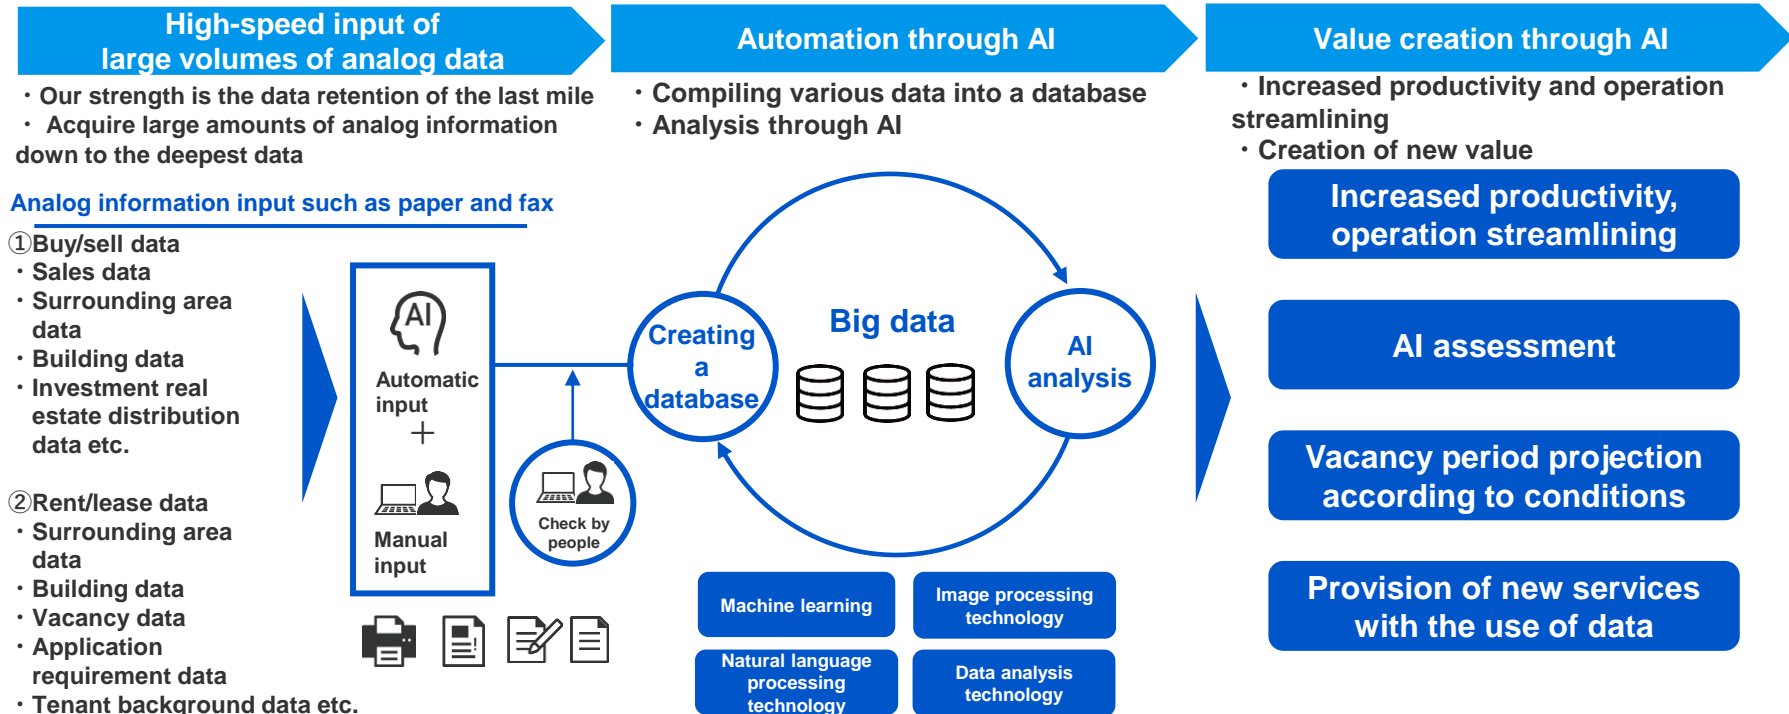 High-speed input of
large volumes of analog data
・Our strength is the data retention of the last mile
・ Acquire large amounts of analog information
down to the deepest data
Analog information input such as paper and fax
①Buy/sell data
・Sales data
・Surrounding area
data
・Building data
・Investment real
estate distribution
data etc.
②Rent/lease data
・Surrounding area
data
・Building data
・Vacancy data
・Application
requirement data
・Tenant background data etc.
AI
Automatic
input
+
Manual
input
Check by
people
Automation through AI
・Compiling various data into a database
・Analysis through AI
Creating
a
database
Big data
AI
analysis
Machine learning
Image processing
technology
Natural language
processing
technology
Data analysis
technology
Value creation through AI
・Increased productivity and operation
streamlining
・Creation of new value
Increased productivity,
operation streamlining
AI assessment
Vacancy period projection
according to conditions
Provision of new services
with the use of data